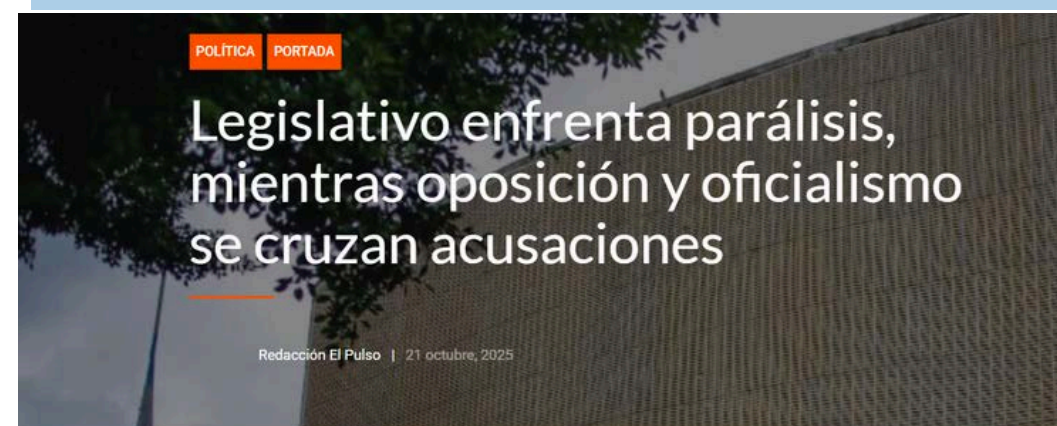 POLÍTICA PORTADA
Legislativo enfrenta parálisis,
mientras oposición y oficialismo
se cruzan acusaciones
Redacción El Pulso | 21 octubre, 2025